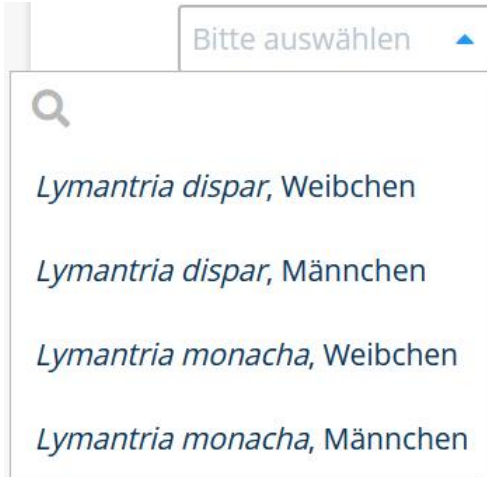 Bitte auswählen
Lymantria dispar, Weibchen
Lymantria dispar, Männchen
Lymantria monacha, Weibchen
Lymantria monacha, Männchen